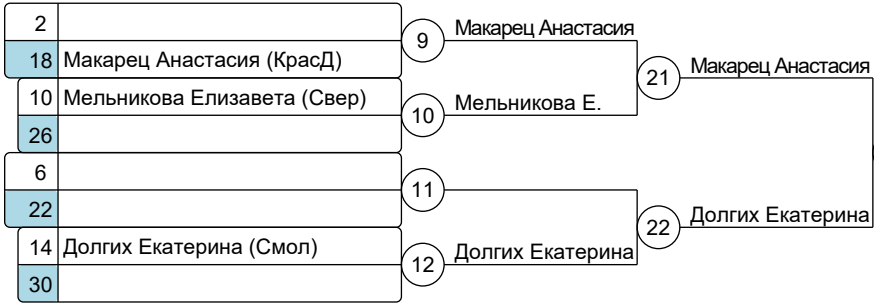 2
18 Макарец Анастасия (КрасД)
10 Мельникова Елизавета (Свер)
26
6
22
14 Долгих Екатерина (Смол)
30
9 Макарец Анастасия
10 Мельникова Е.
11
12 Долгих Екатерина
21 Макарец Анастасия
22 Долгих Екатерина